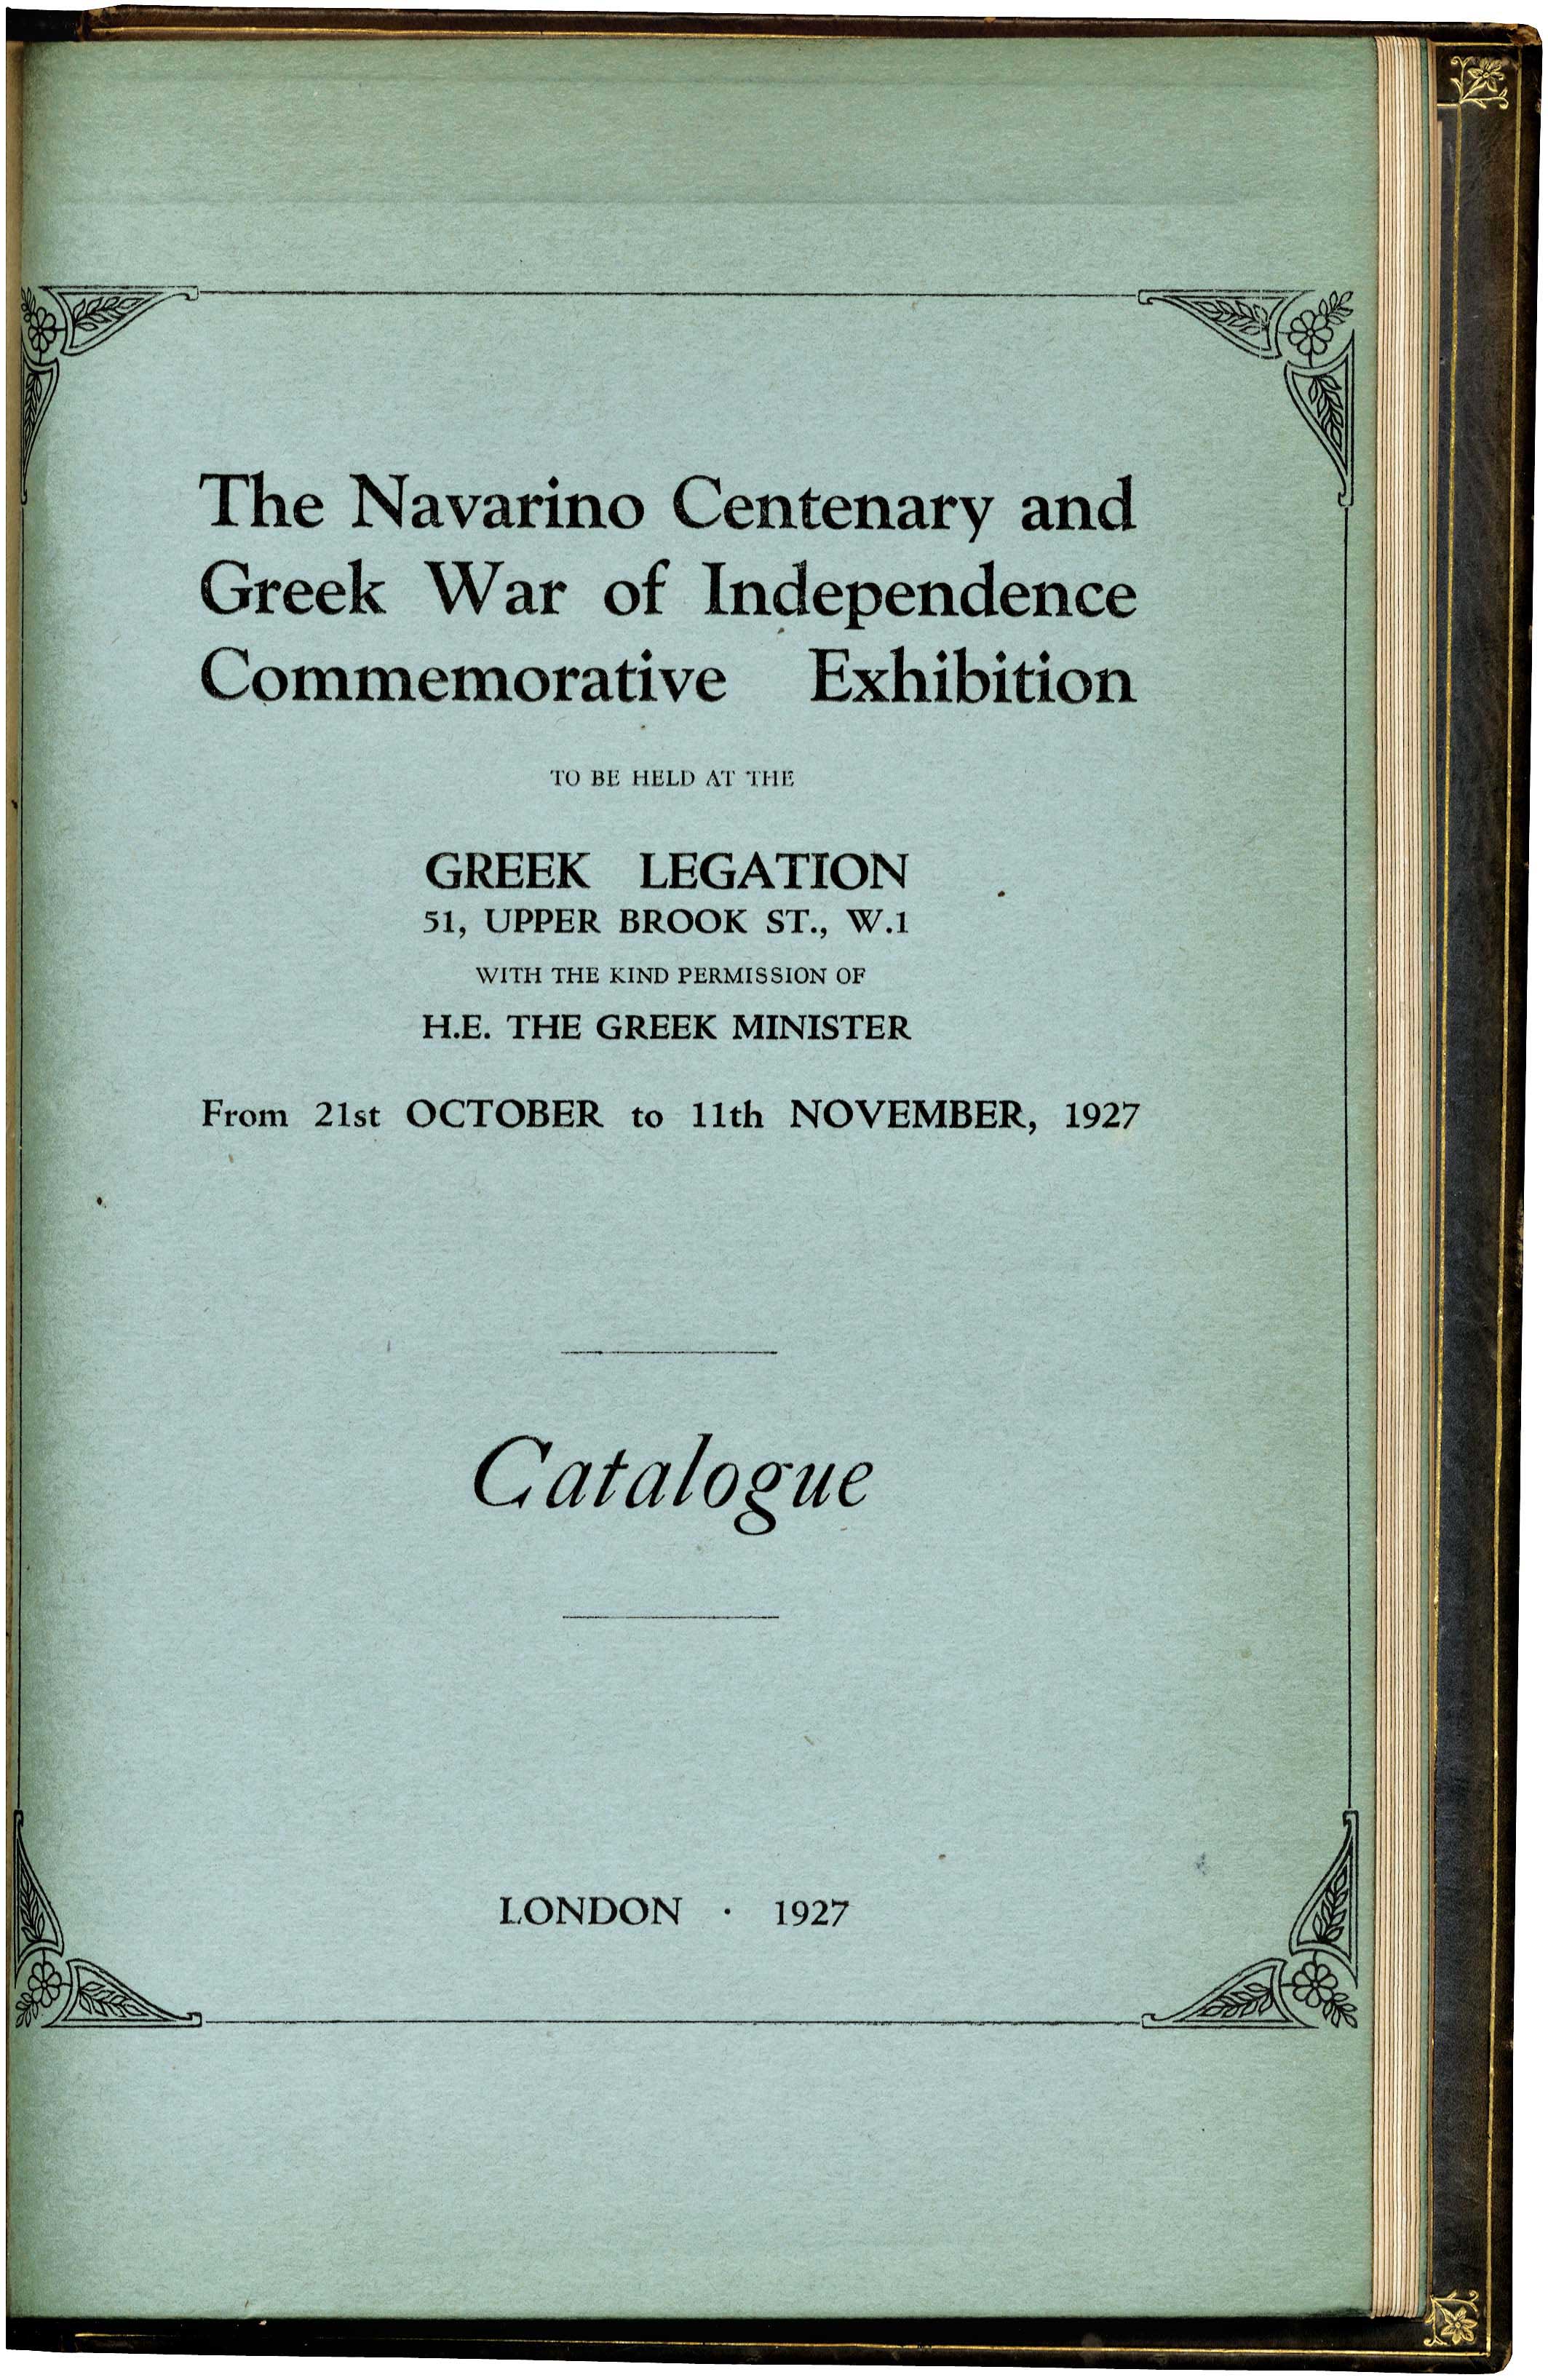 The Navarino Centenary and
Greek War of Independence
Commemorative Exhibition
TO BE HELD AT THE
GREEK LEGATION
51, UPPER BROOK ST., W.1
WITH THE KIND PERMISSION OF
H.E. THE GREEK MINISTER
From 21st OCTOBER to 11th NOVEMBER, 1927
Catalogue
LONDON · 1927